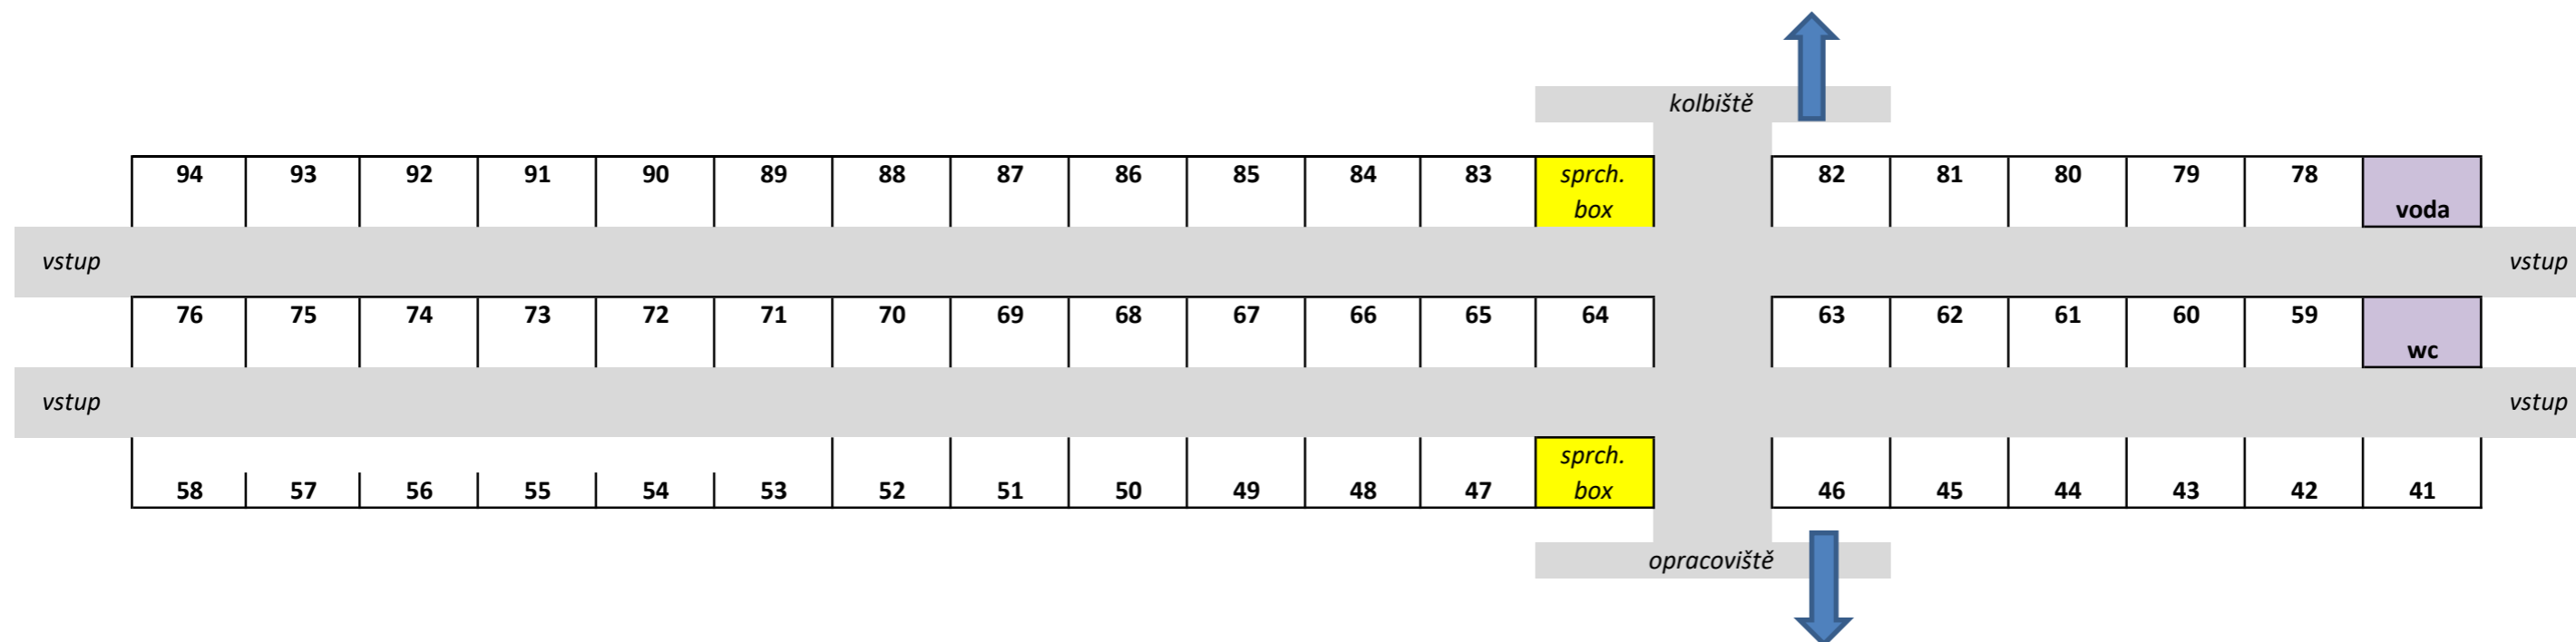 kolbiště
94 93 92 91 90 89 88 87 86 85 84 83 sprch. 82 81 80 79 78
box voda
vstup vstup
76 75 74 73 72 71 70 69 68 67 66 65 64 63 62 61 60 59
wc
vstup vstup
sprch.
58 57 56 55 54 53 52 51 50 49 48 47 box 46 45 44 43 42 41
opracoviště